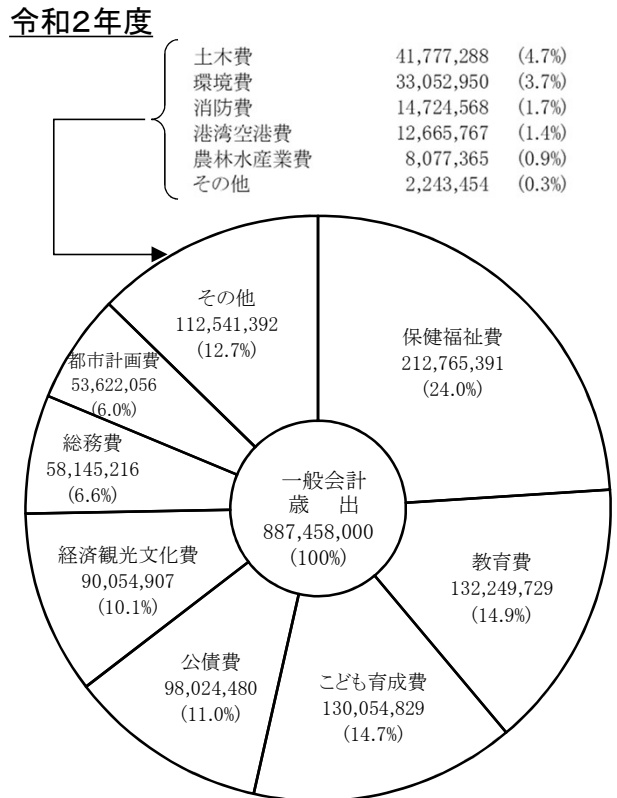 令和2年度
土木費 41,777,288 (4.7%)
環境費 33,052,950 (3.7%)
消防費 14,724,568 (1.7%)
港湾空港費 12,665,767 (1.4%)
農林水産業費 8,077,365 (0.9%)
その他 2,243,454 (0.3%)
その他
112,541,392
(12.7%)
保健福祉費
212,765,391
(24.0%)
都市計画費
53,622,056
(6.0%)
総務費
58,145,216
(6.6%)
一般会計
歳 出
887,458,000
(100%)
経済観光文化費
90,054,907
(10.1%)
教育費
132,249,729
(14.9%)
公債費
98,024,480
(11.0%)
こども育成費
130,054,829
(14.7%)